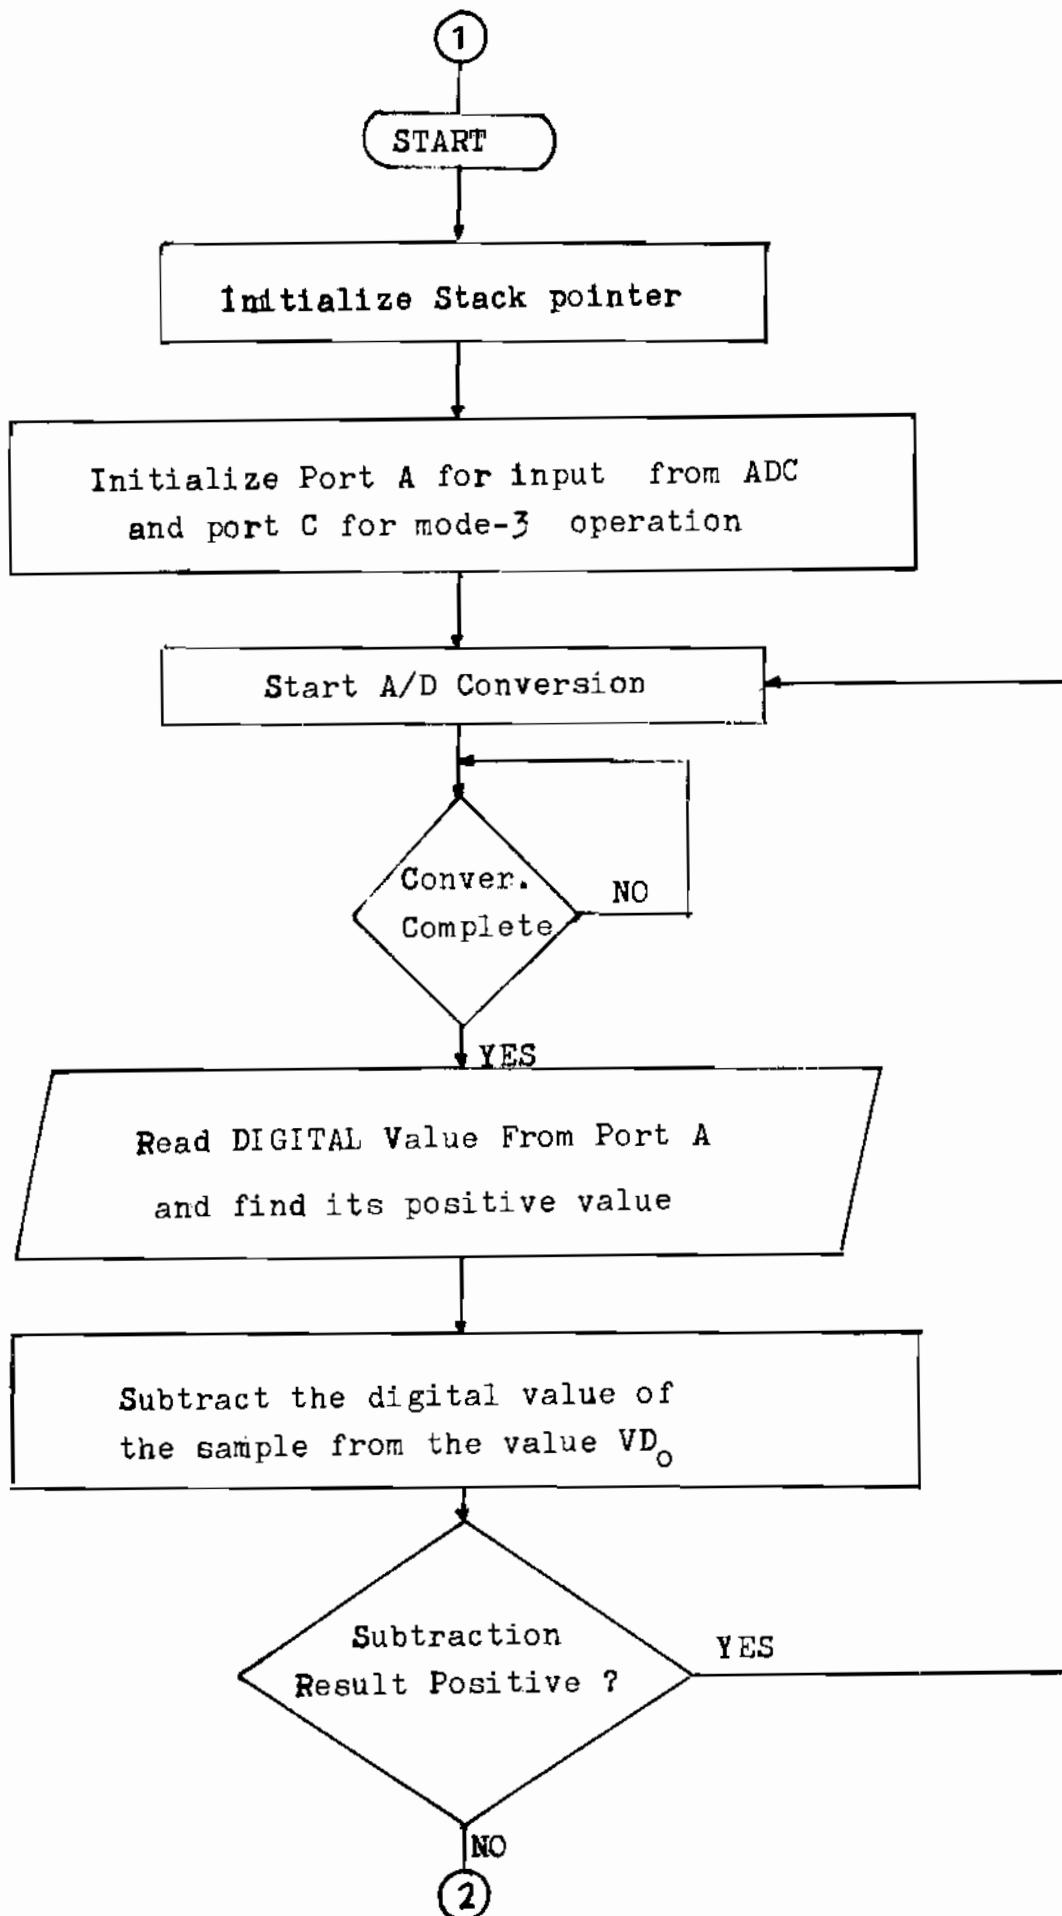 1
START
Initialize Stack pointer
Initialize Port A for input from ADC
and port C for mode-3 operation
Start A/D Conversion
Conver.
Complete
NO
YES
Read DIGITAL Value From Port A
and find its positive value
Subtract the digital value of
the sample from the value VD₀
Subtraction
Result Positive ?
YES
NO
2